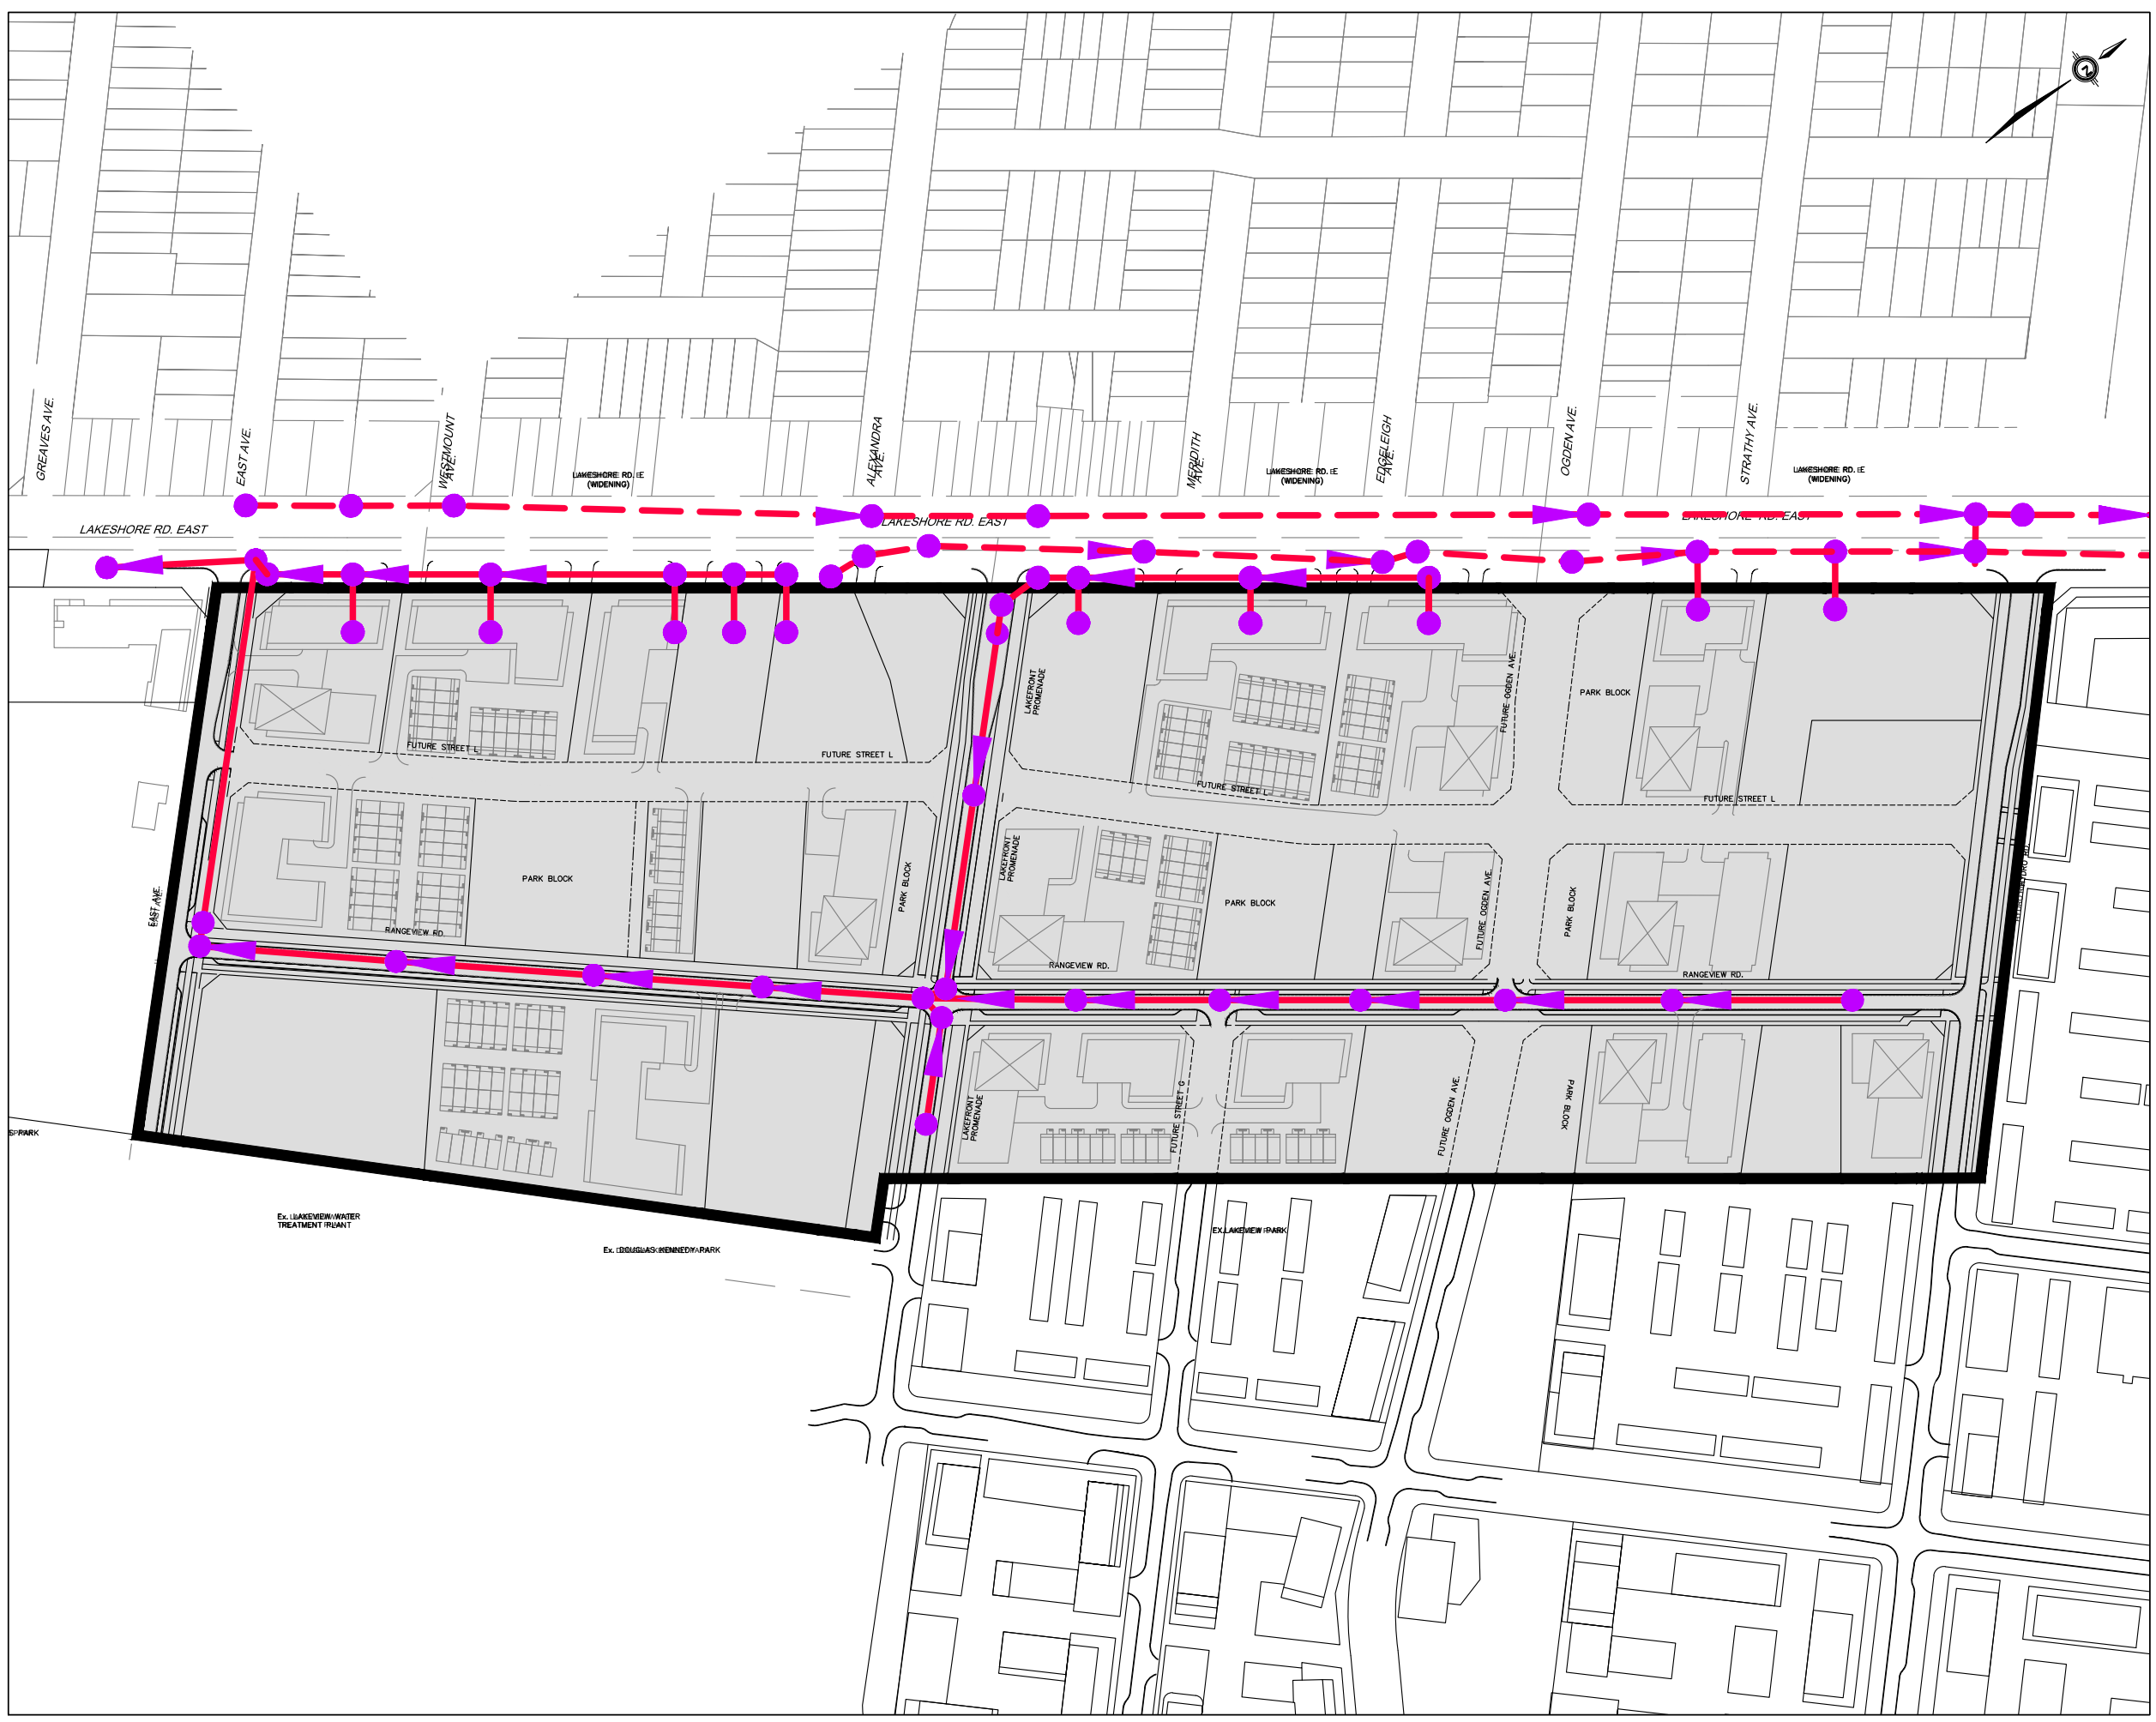 N
GREAVES AVE.
EAST AVE.
WESTMOUNT
AVE.
ALEXANDRA
AVE.
MERIDITH
AVE.
EDGELEIGH
AVE.
OGDEN AVE.
STRATHY AVE.
LAKESHORE RD. E
(WIDENING)
LAKESHORE RD. E
(WIDENING)
LAKESHORE RD. E
(WIDENING)
LAKESHORE RD. EAST
LAKESHORE RD. EAST
LAKESHORE RD. EAST
LAKEFRONT
PROMENADE
FUTURE OGDEN AVE.
PARK BLOCK
FUTURE STREET L
FUTURE STREET L
FUTURE STREET L
FUTURE STREET L
LAKEFRONT
PROMENADE
PARK BLOCK
PARK BLOCK
PARK BLOCK
FUTURE OGDEN AVE.
PARK BLOCK
EAST AVE.
RANGEVIEW RD.
RANGEVIEW RD.
RANGEVIEW RD.
LAKEFRONT
PROMENADE
FUTURE STREET G
FUTURE OGDEN AVE.
PARK BLOCK
PARK
Ex. LAKEVIEW WATER
TREATMENT PLANT
Ex. DOUGLAS KENNEDY PARK
EX.LAKEVIEW PARK